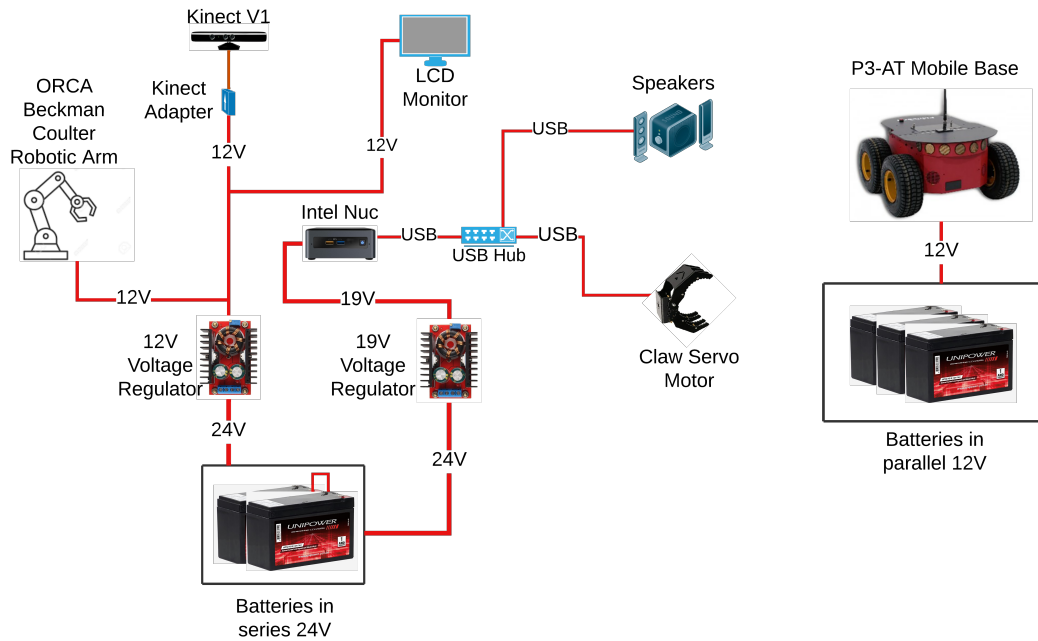 Kinect V1
LCD
Monitor
Kinect
Adapter
ORCA
Beckman
Coulter
Robotic Arm
Speakers
P3-AT Mobile Base
12V
12V
USB
Intel Nuc
USB
USB
USB Hub
12V
12V
19V
12V
Voltage
Regulator
19V
Voltage
Regulator
Claw Servo
Motor
24V
24V
UNIPOWER
UNIPOWER
Batteries in
series 24V
Batteries in
parallel 12V